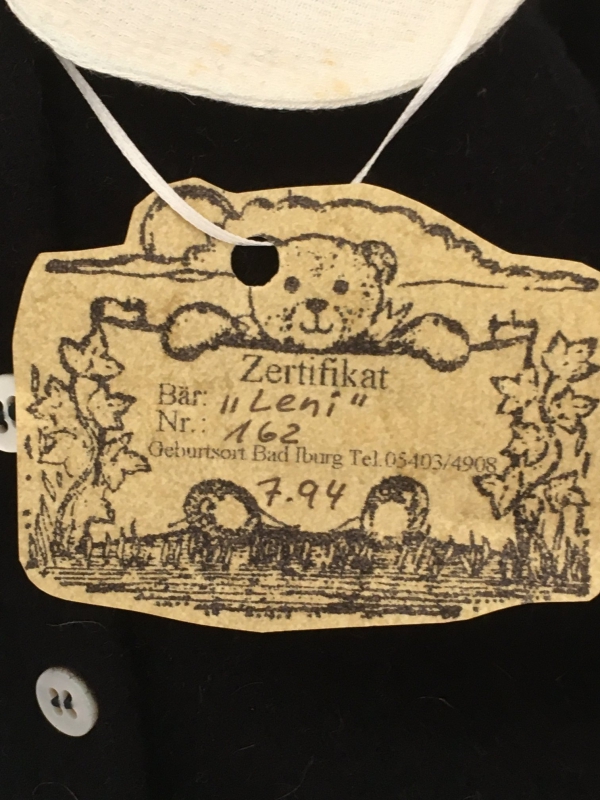 Zertifikat
Bär: "Leni"
Nr.: 162
Geburtsort Bad Iburg Tel.05403/4908
7.94